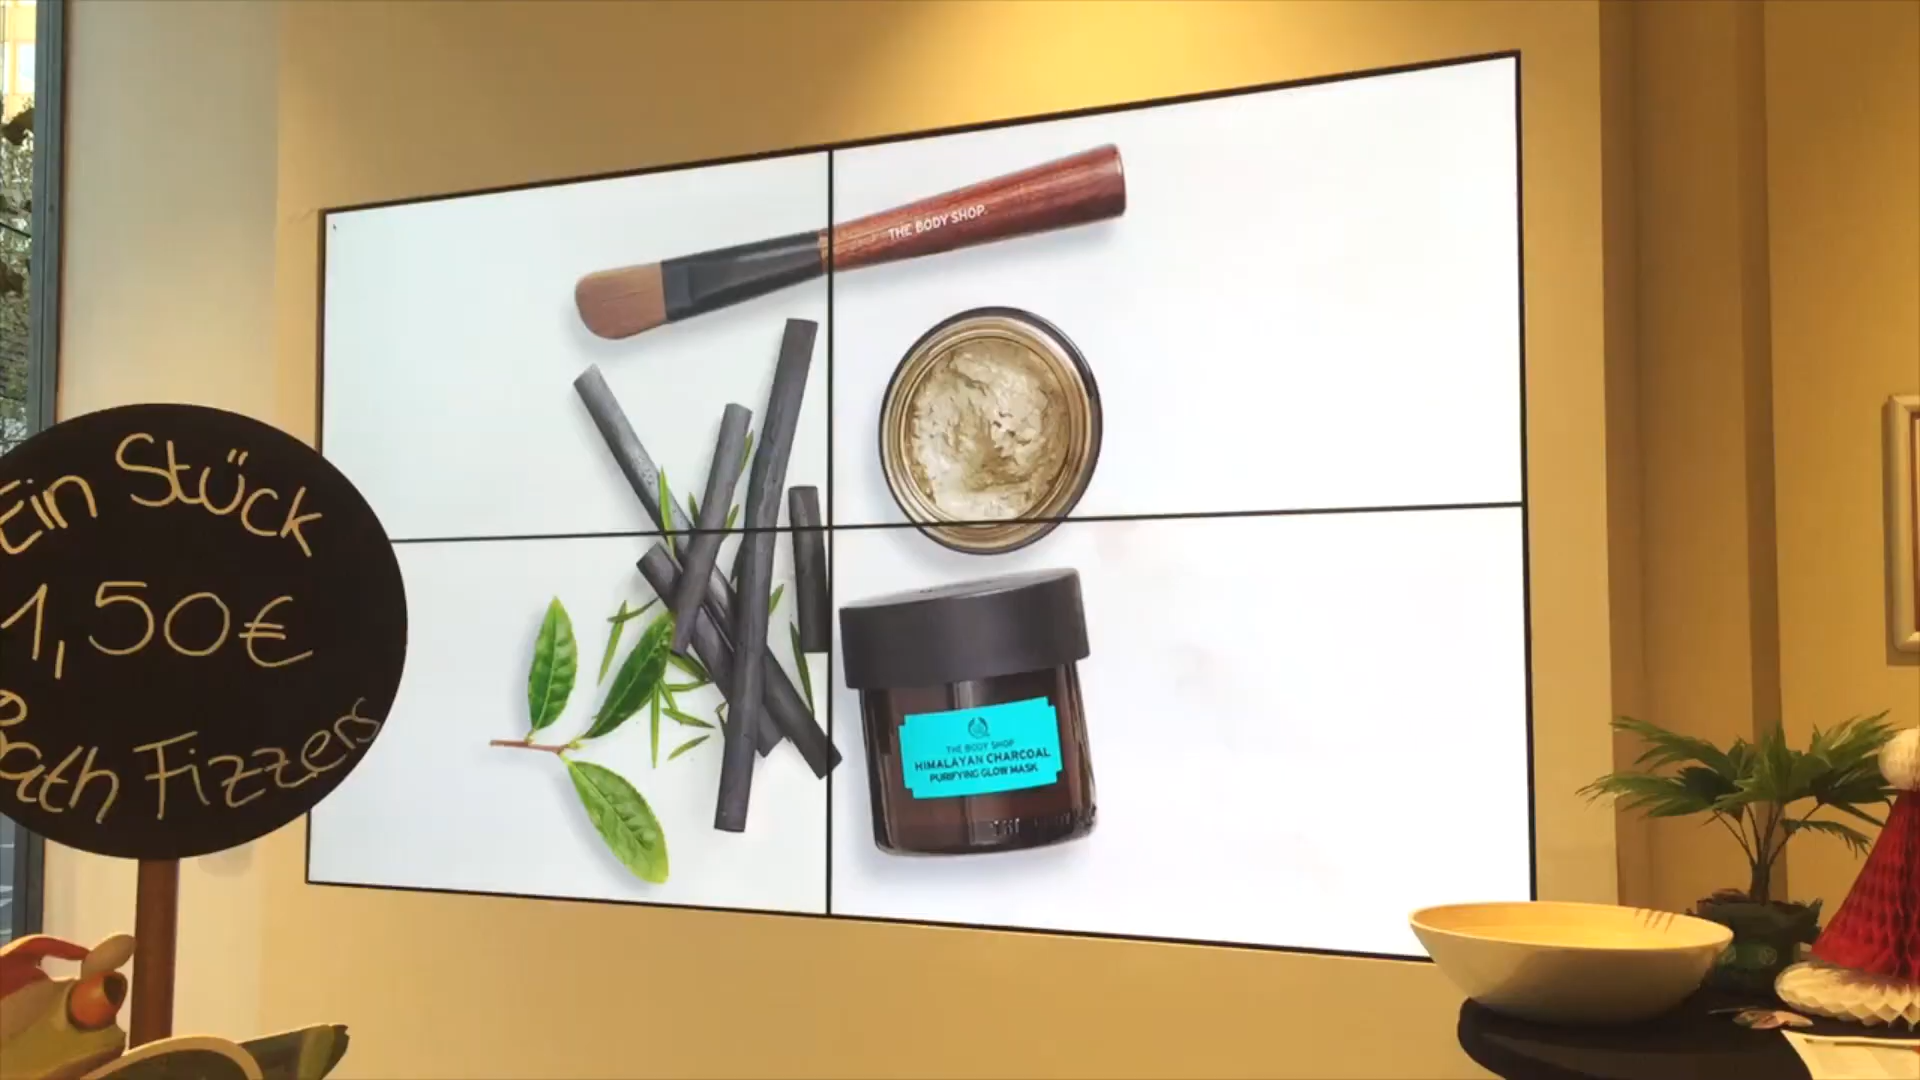 Ein Stück
1,50€
Bath Fizzers
THE BODY SHOP
THE BODY SHOP
HIMALAYAN CHARCOAL
PURIFYING GLOW MASK